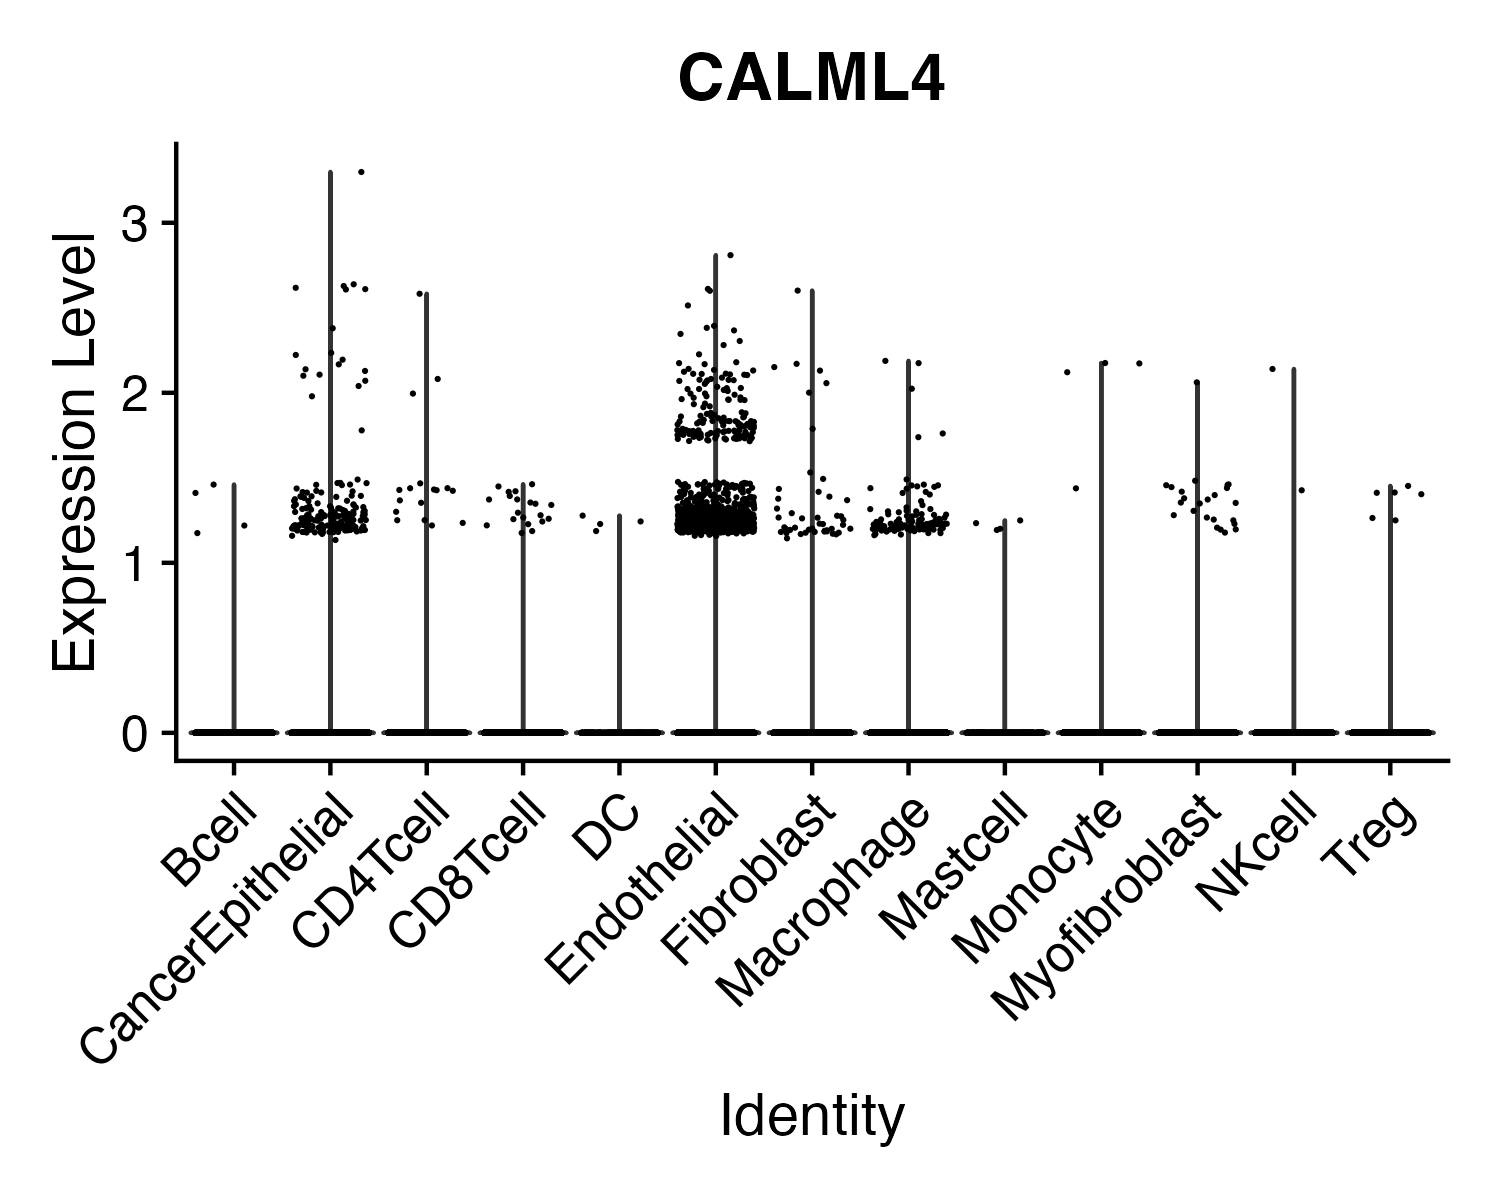 CALML4
Expression Level
3
2
1
0
Bcell
CancerEpithelial
CD4Tcell
CD8Tcell
DC
Endothelial
Fibroblast
Macrophage
Mastcell
Monocyte
Myofibroblast
NKcell
Treg
Identity